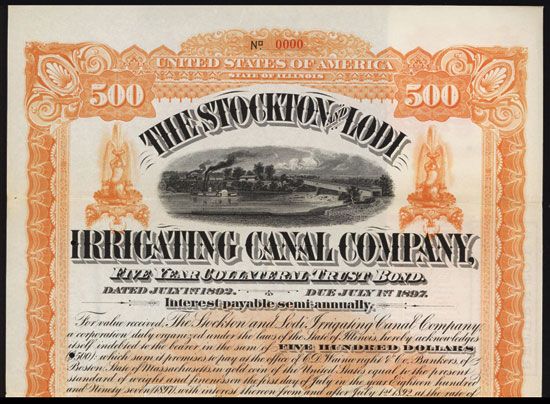 No 0000
UNITED STATES OF AMERICA
STATE OF ILLINOIS
500 500
THE STOCKTON AND LODI
IRRIGATING CANAL COMPANY,
FIVE YEAR COLLATERAL TRUST BOND.
DATED JULY 1ST 1892. DUE JULY 1ST 1897.
Interest payable semi-annually.
For value received, The Stockton and Lodi Irrigating Canal Company,
a corporation duly organized under the laws of the State of Illinois, hereby acknowledges
itself indebted to bearer in the sum of FIVE HUNDRED DOLLARS
($500) which sum it promises to pay at the office of C.D. Wainwright & Co. Bankers, of
Boston, State of Massachusetts in gold coin of the United States equal to the present
standard of weight and fineness on the first day of July in the year Eighteen hundred
and Ninety seven (1897) with interest thereon from and after July 1st 1892 at the rate of